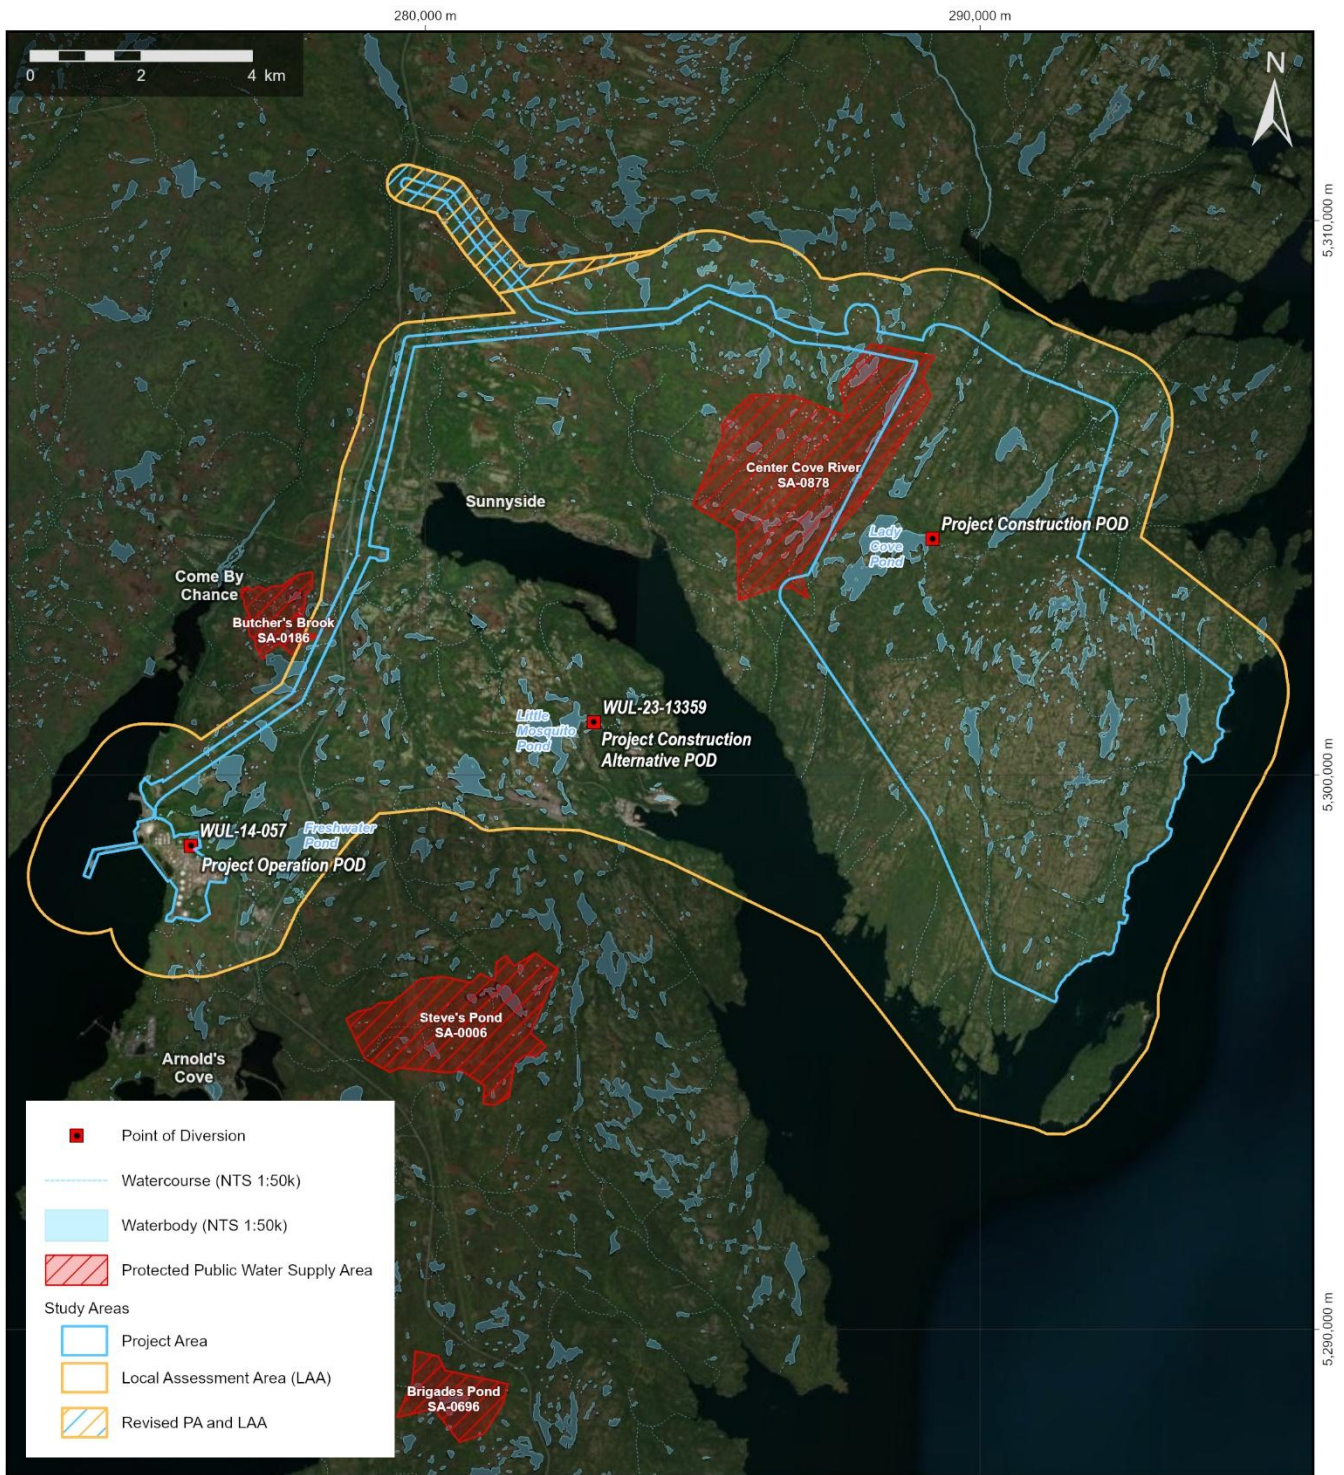 280,000 m
290,000 m
0
2
4 km
N
5,310,000 m
Center Cove River
SA-0878
Sunnyside
Project Construction POD
Lady
Cove
Pond
Come By
Chance
Butcher's Brook
SA-0186
WUL-23-13359
Little
Mosquito
Pond
Project Construction
Alternative POD
5,300,000 m
WUL-14-057
Freshwater
Pond
Project Operation POD
Steve's Pond
SA-0006
Arnold's
Cove
Point of Diversion
Watercourse (NTS 1:50k)
Waterbody (NTS 1:50k)
Protected Public Water Supply Area
Study Areas
Project Area
Local Assessment Area (LAA)
Revised PA and LAA
5,290,000 m
Brigades Pond
SA-0696